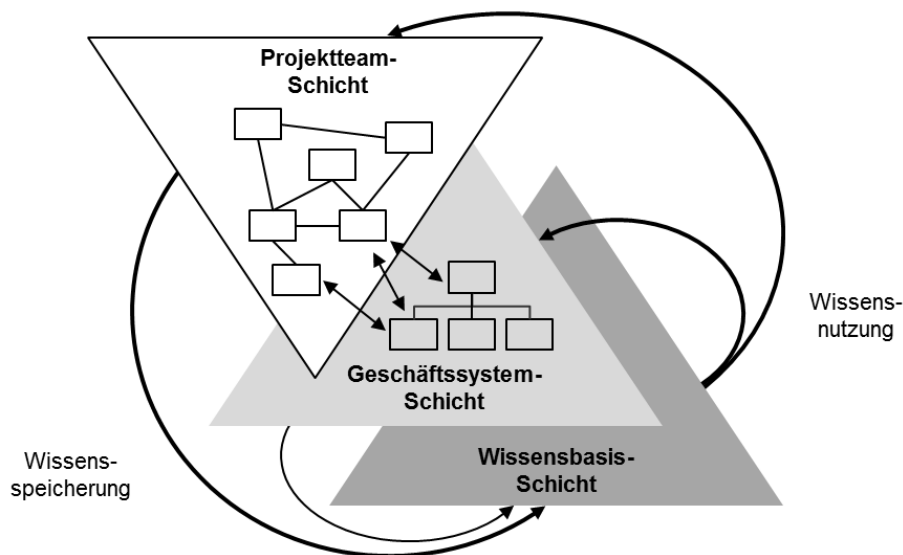 Projektteam-
Schicht
Wissens-
nutzung
Geschäftssystem-
Schicht
Wissensbasis-
Schicht
Wissens-
speicherung